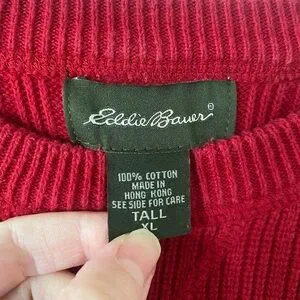 Eddie Bauer
100% COTTON
MADE IN
HONG KONG
SEE SIDE FOR CARE
TALL
XL